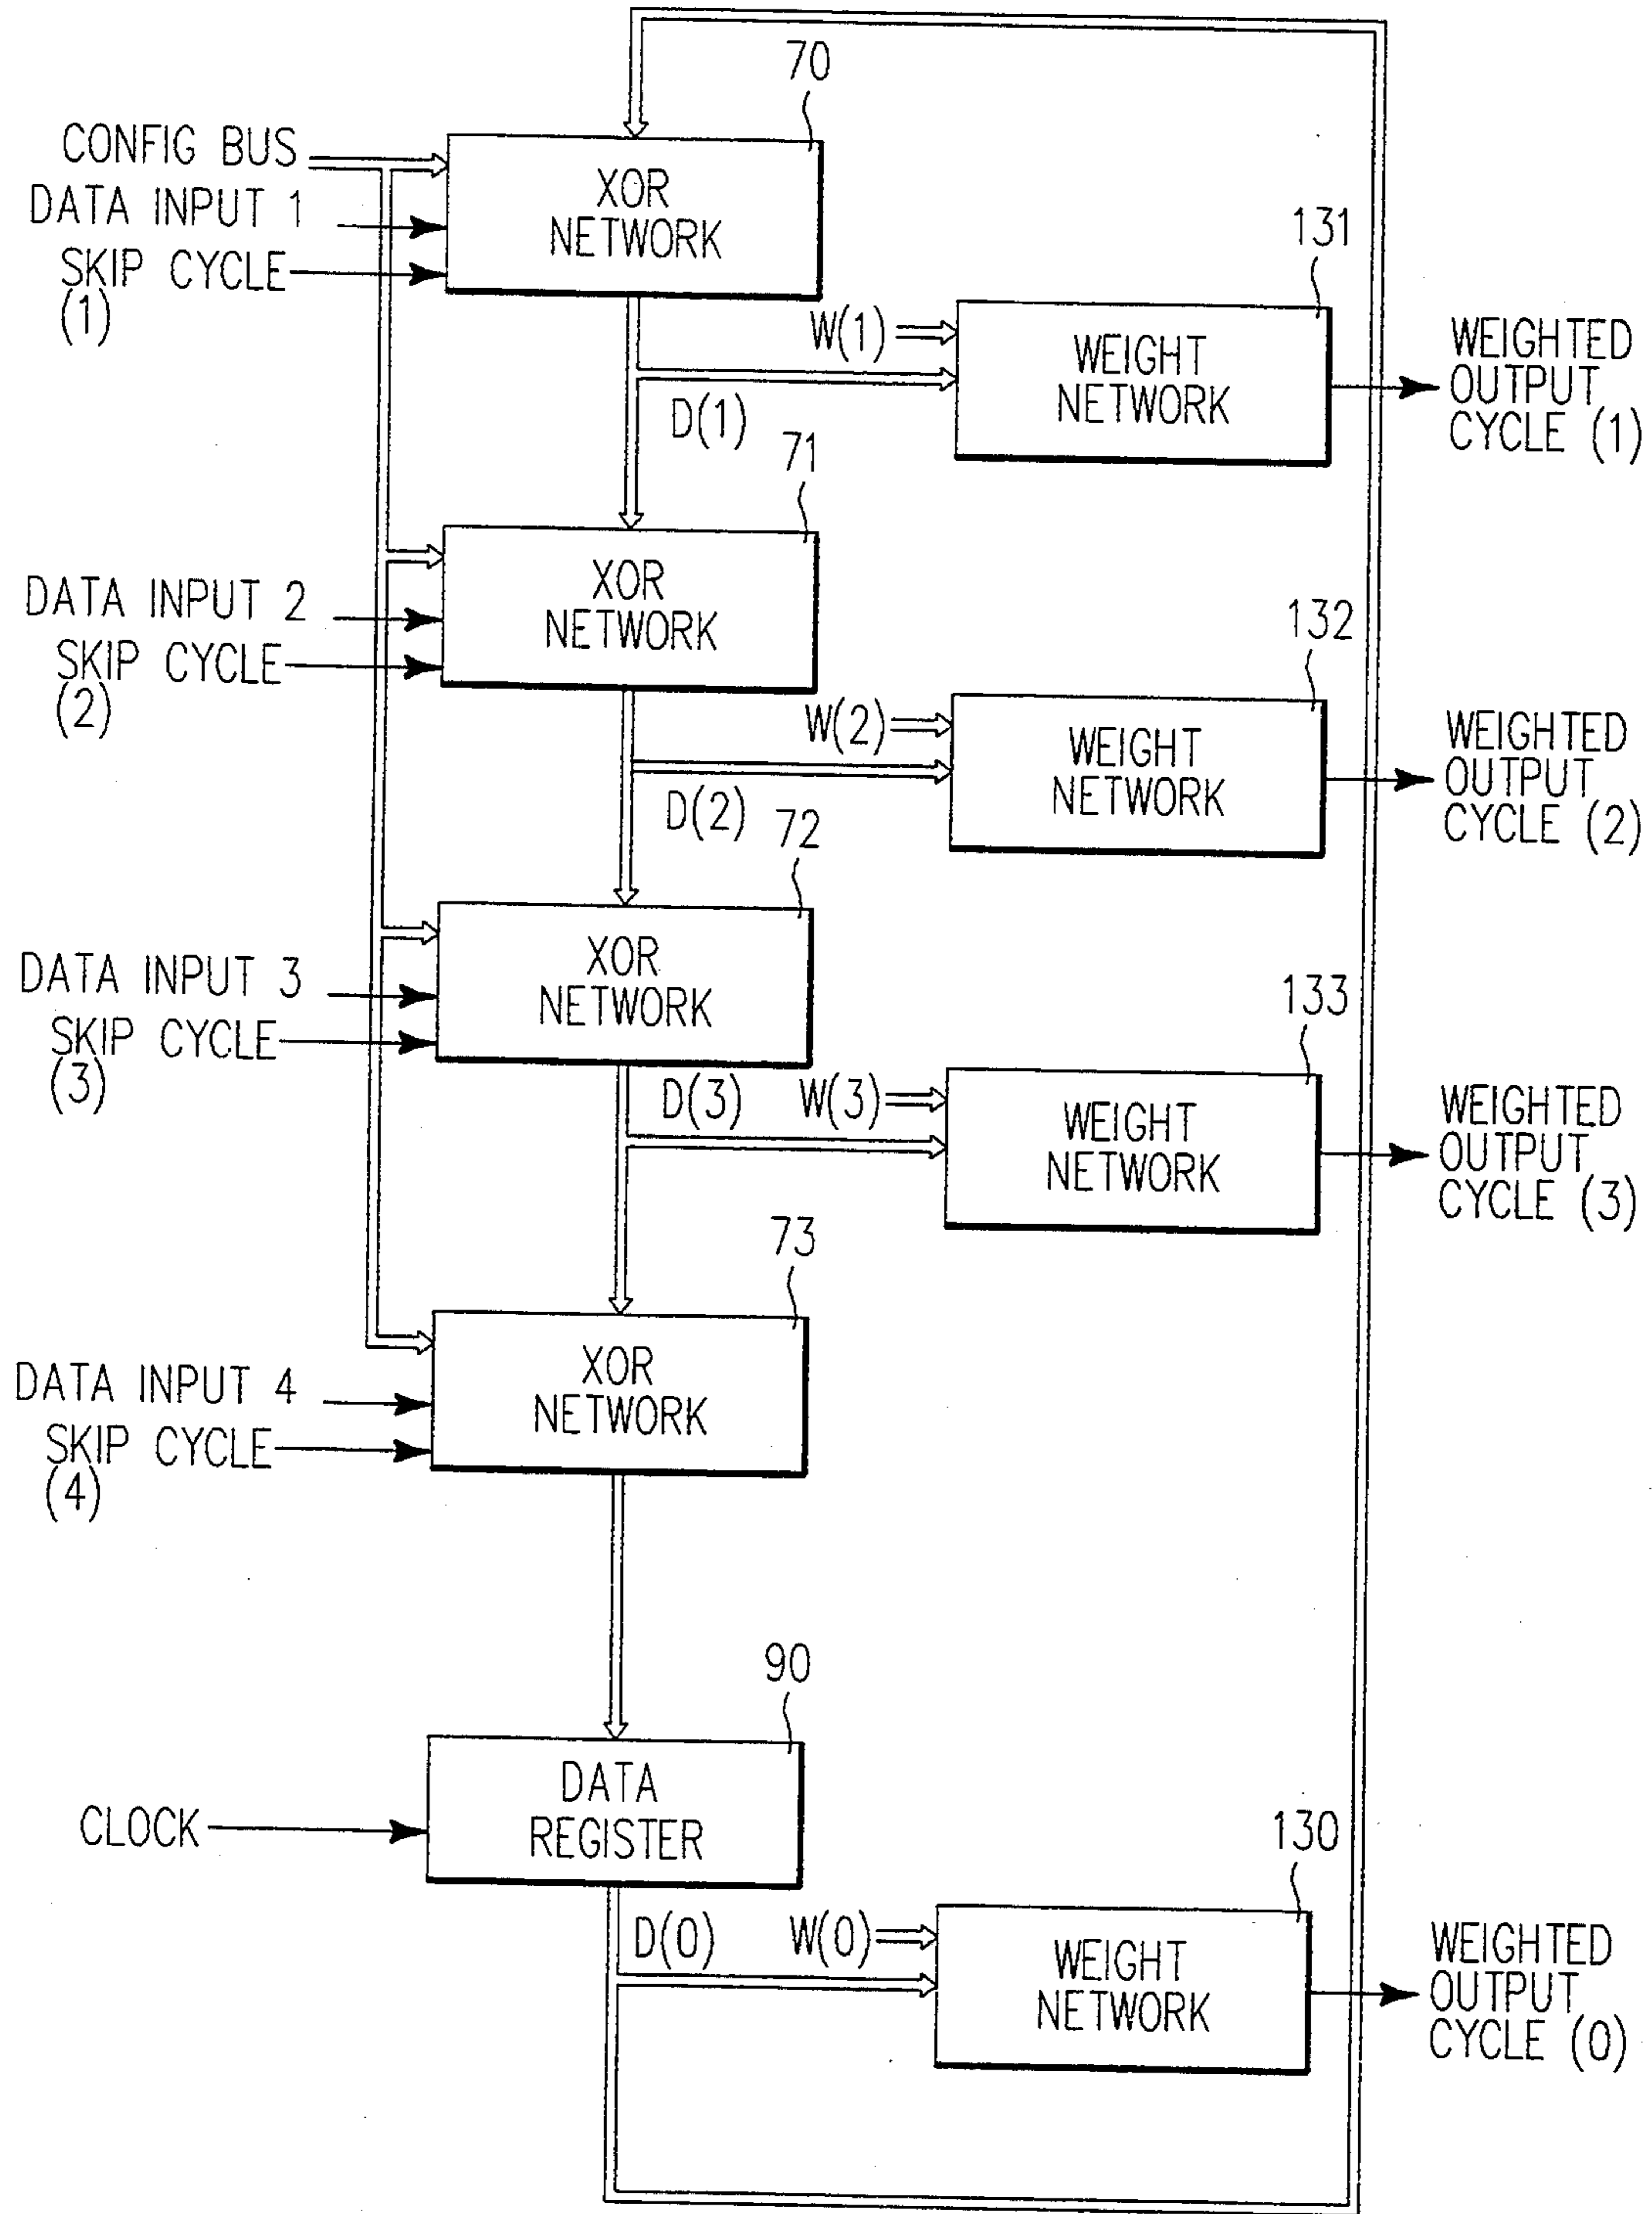 70
CONFIG BUS
DATA INPUT 1
SKIP CYCLE
(1)
XOR
NETWORK
131
W(1)
D(1)
WEIGHT
NETWORK
WEIGHTED
OUTPUT
CYCLE (1)
71
DATA INPUT 2
SKIP CYCLE
(2)
XOR
NETWORK
132
W(2)
D(2)
WEIGHT
NETWORK
WEIGHTED
OUTPUT
CYCLE (2)
72
DATA INPUT 3
SKIP CYCLE
(3)
XOR
NETWORK
133
D(3)
W(3)
WEIGHT
NETWORK
WEIGHTED
OUTPUT
CYCLE (3)
73
DATA INPUT 4
SKIP CYCLE
(4)
XOR
NETWORK
90
CLOCK
DATA
REGISTER
130
D(0)
W(0)
WEIGHT
NETWORK
WEIGHTED
OUTPUT
CYCLE (0)